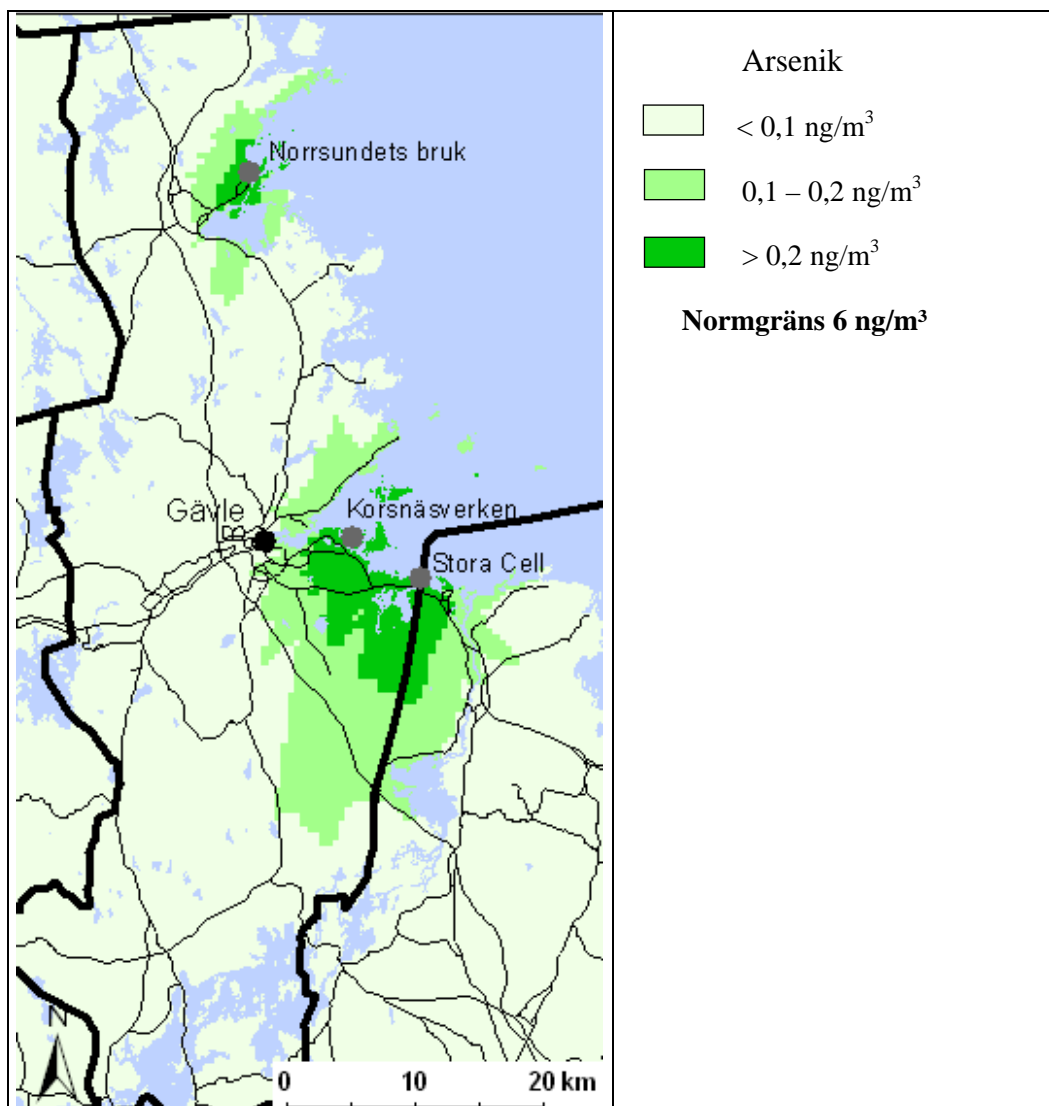 Norrsundets bruk
Gävle
Korsnäsverken
Stora Cell
N
0 10 20 km
Arsenik
< 0,1 ng/m³
0,1 – 0,2 ng/m³
> 0,2 ng/m³
Normgräns 6 ng/m³